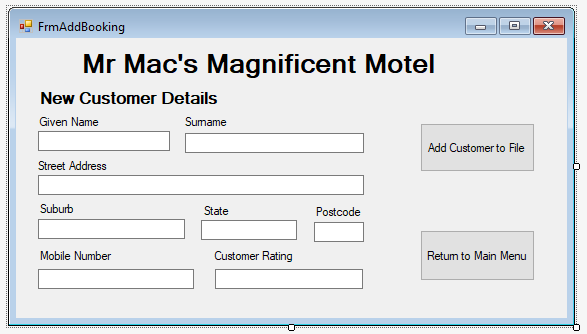 FrmAddBooking
Mr Mac's Magnificent Motel
New Customer Details
Given Name Surname
Street Address
Suburb State Postcode
Mobile Number Customer Rating
Add Customer to File
Return to Main Menu